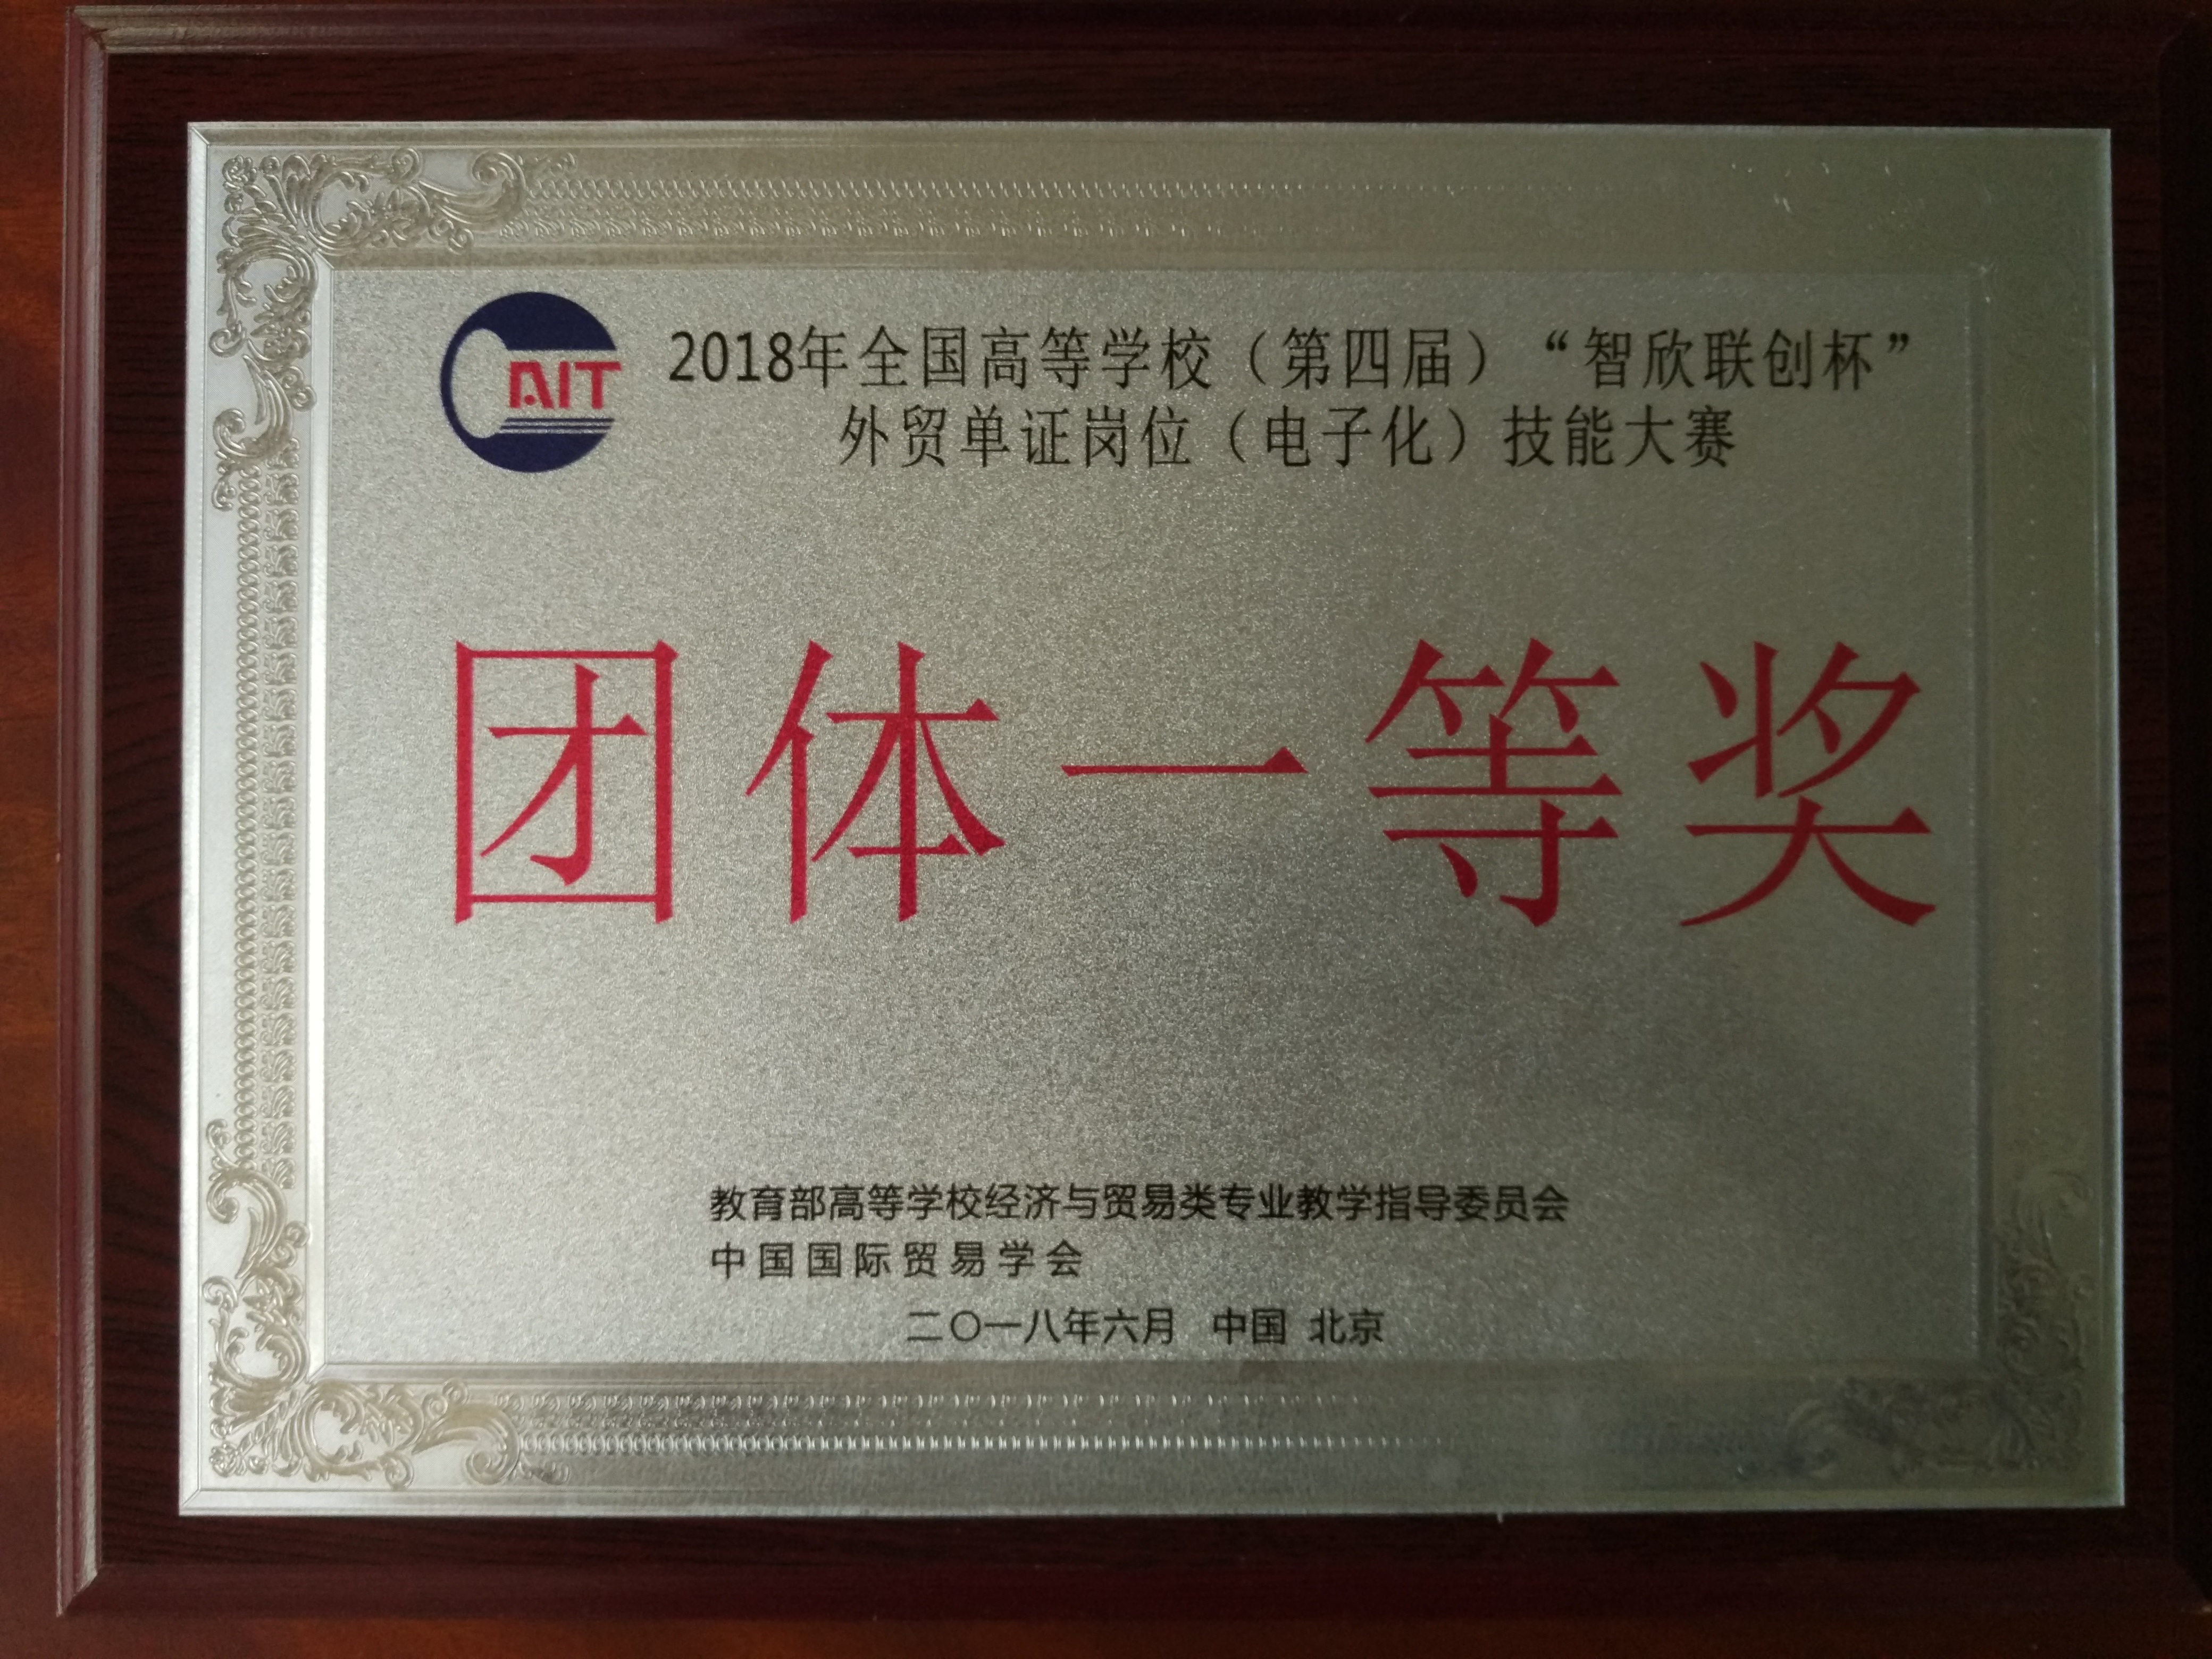 CAIT
2018年全国高等学校（第四届）“智欣联创杯”
外贸单证岗位（电子化）技能大赛
团体一等奖
教育部高等学校经济与贸易类专业教学指导委员会
中国国际贸易学会
二〇一八年六月 中国 北京